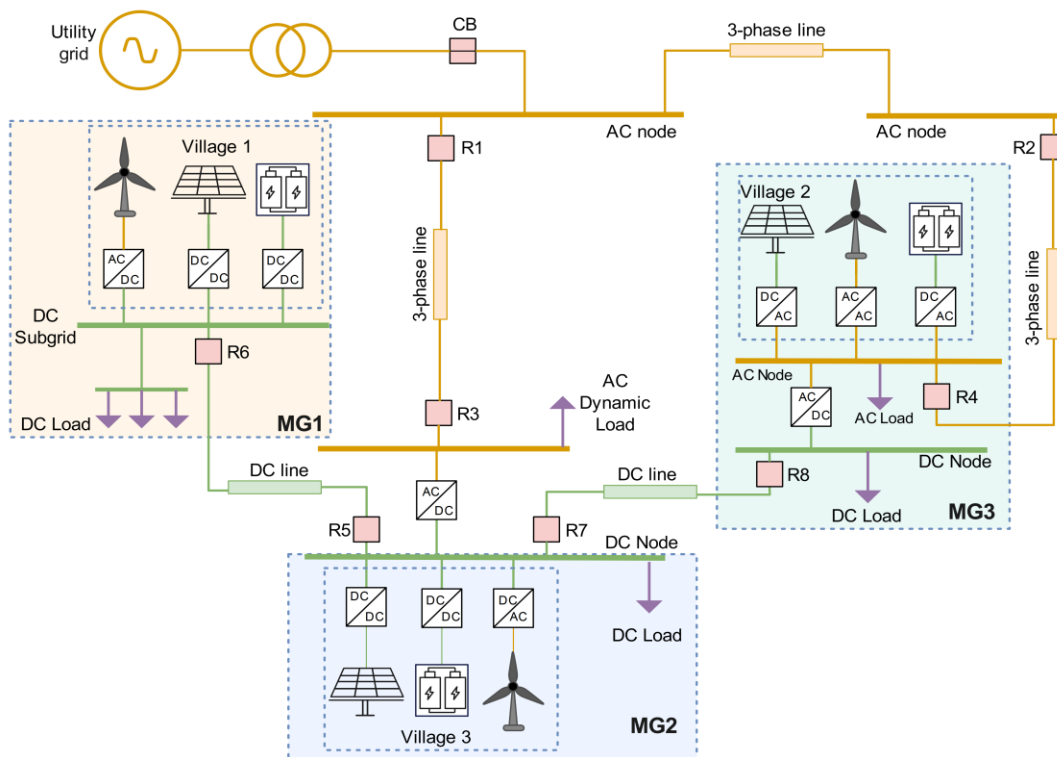 Utility
grid
CB
3-phase line
AC node
AC node
R1
R2
Village 1
AC
DC
DC
DC
DC
DC
DC
Subgrid
R6
DC Load
MG1
3-phase line
R3
AC
Dynamic
Load
Village 2
DC
AC
AC
AC
DC
AC
3-phase line
AC Node
AC
DC
AC Load
R4
DC Node
R8
DC Load
MG3
DC line
DC line
AC
DC
R5
R7
DC Node
DC
DC
DC
DC
DC
AC
DC Load
Village 3
MG2